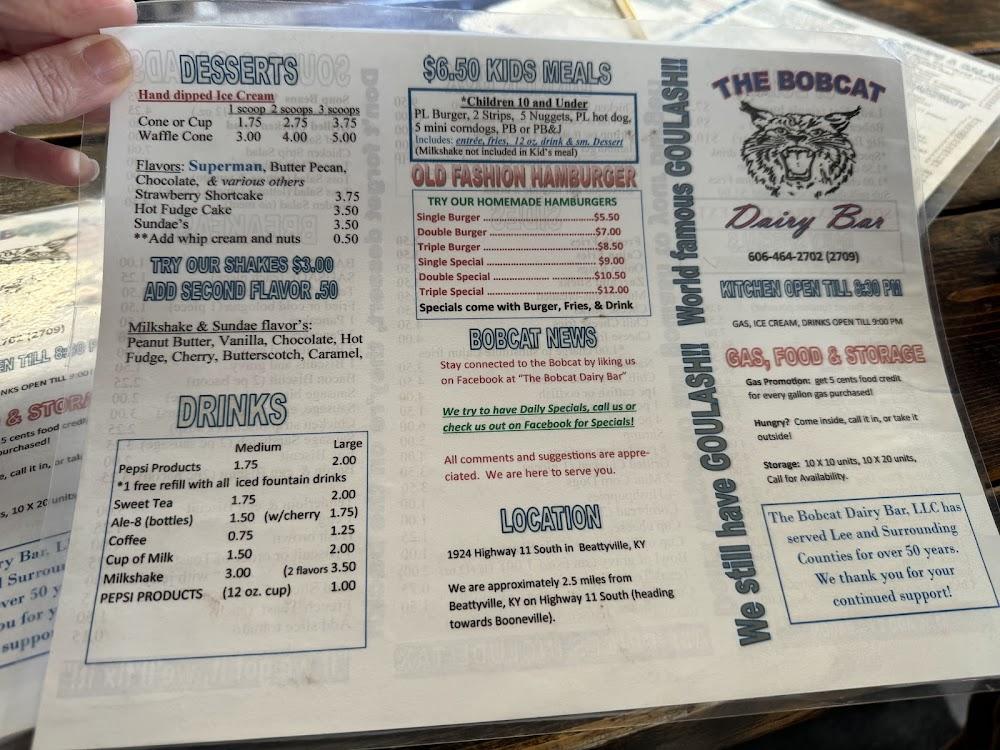 DESSERTS
Hand dipped Ice Cream
1 scoop 2 scoops 3 scoops
Cone or Cup 1.75 2.75 3.75
Waffle Cone 3.00 4.00 5.00
Flavors: Superman, Butter Pecan,
Chocolate, & various others
Strawberry Shortcake 3.75
Hot Fudge Cake 3.50
Sundae's 3.50
**Add whip cream and nuts 0.50
TRY OUR SHAKES $3.00
ADD SECOND FLAVOR .50
Milkshake & Sundae flavor's:
Peanut Butter, Vanilla, Chocolate, Hot
Fudge, Cherry, Butterscotch, Caramel,
DRINKS
Medium Large
Pepsi Products 1.75 2.00
*1 free refill with all iced fountain drinks
Sweet Tea 1.75 2.00
Ale-8 (bottles) 1.50 (w/cherry 1.75)
Coffee 0.75 1.25
Cup of Milk 1.50 2.00
Milkshake 3.00 (2 flavors 3.50
PEPSI PRODUCTS (12 oz. cup) 1.00
$6.50 KIDS MEALS
*Children 10 and Under
PL Burger, 2 Strips, 5 Nuggets, PL hot dog,
5 mini corndogs, PB or PB&J
Includes: entrée, fries, 12 oz. drink & sm. Dessert
(Milkshake not included in Kid's meal)
OLD FASHION HAMBURGER
TRY OUR HOMEMADE HAMBURGERS
Single Burger ................................$5.50
Double Burger ...............................$7.00
Triple Burger .................................$8.50
Single Special ................................ $9.00
Double Special ..............................$10.50
Triple Special ................................$12.00
Specials come with Burger, Fries, & Drink
BOBCAT NEWS
Stay connected to the Bobcat by liking us
on Facebook at "The Bobcat Dairy Bar"
We try to have Daily Specials, call us or
check us out on Facebook for Specials!
All comments and suggestions are appre-
ciated. We are here to serve you.
LOCATION
1924 Highway 11 South in Beattyville, KY
We are approximately 2.5 miles from
Beattyville, KY on Highway 11 South (heading
towards Booneville).
We still have GOULASH!! World famous GOULASH!!
THE BOBCAT
Dairy Bar
606-464-2702 (2709)
KITCHEN OPEN TILL 8:30 PM
GAS, ICE CREAM, DRINKS OPEN TILL 9:00 PM
GAS, FOOD & STORAGE
Gas Promotion: get 5 cents food credit
for every gallon gas purchased!
Hungry? Come inside, call it in, or take it
outside!
Storage: 10 X 10 units, 10 X 20 units,
Call for Availability.
The Bobcat Dairy Bar, LLC has
served Lee and Surrounding
Counties for over 50 years.
We thank you for your
continued support!